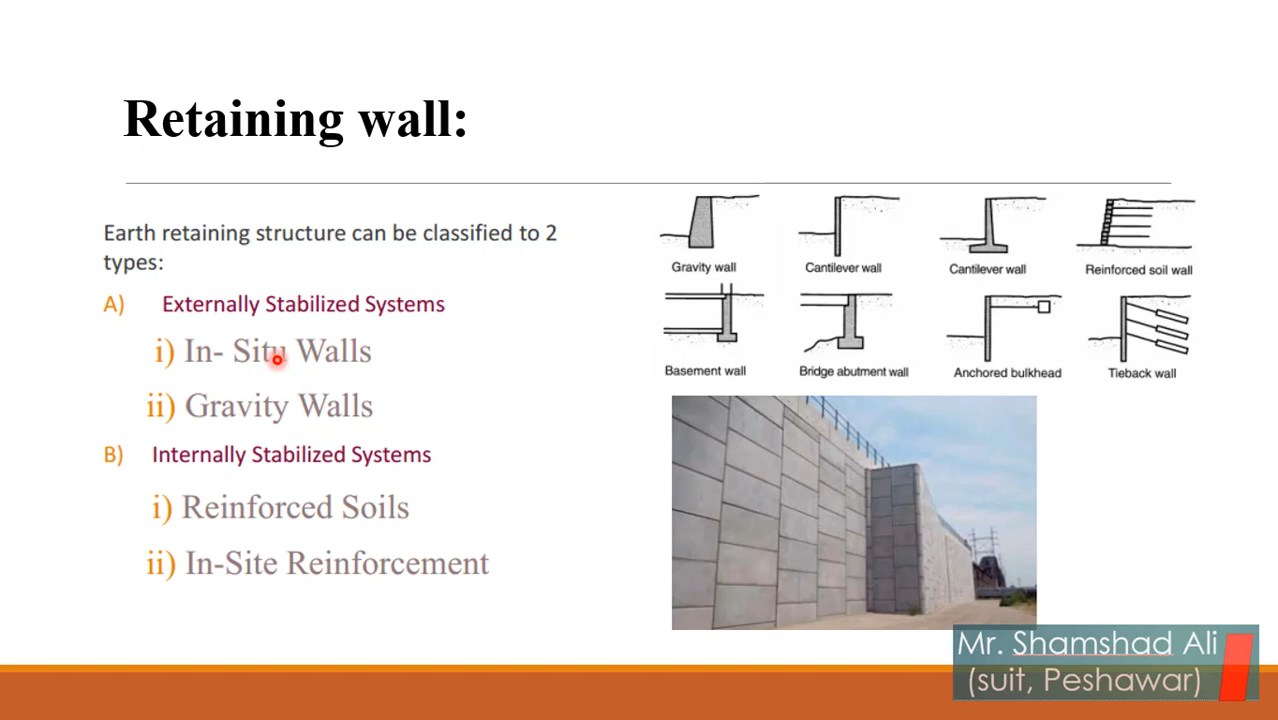 Retaining wall:
Earth retaining structure can be classified to 2
types:
A) Externally Stabilized Systems
i) In- Situ Walls
ii) Gravity Walls
B) Internally Stabilized Systems
i) Reinforced Soils
ii) In-Site Reinforcement
Gravity wall
Cantilever wall
Cantilever wall
Reinforced soil wall
Basement wall
Bridge abutment wall
Anchored bulkhead
Tieback wall
Mr. Shamshad Ali
(suit, Peshawar)